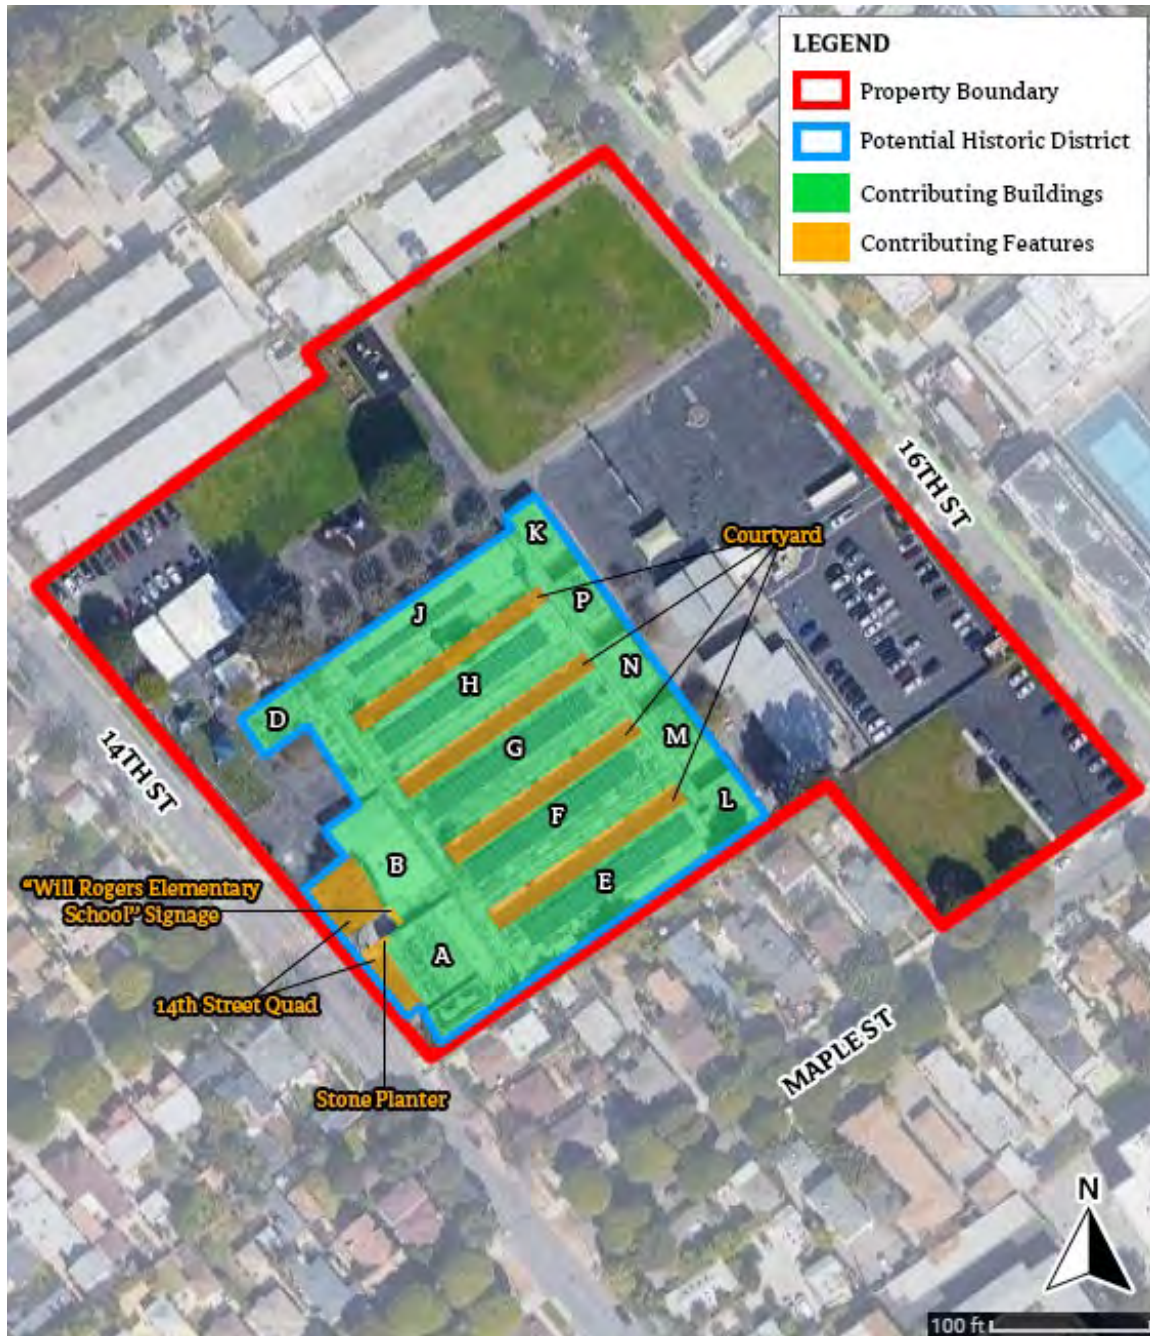 LEGEND
Property Boundary
Potential Historic District
Contributing Buildings
Contributing Features
16TH ST
Courtyard
K
J
P
H
N
D
G
M
14TH ST
F
L
B
E
"Will Rogers Elementary
School" Signage
A
14th Street Quad
MAPLE ST
Stone Planter
N
100 ft